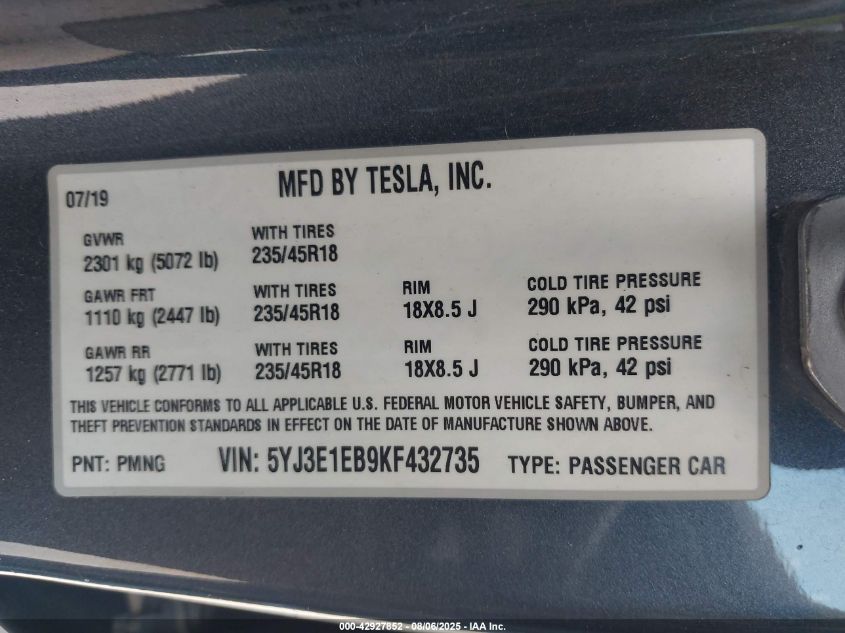 07/19
MFD BY TESLA, INC.
GVWR
2301 kg (5072 lb)
WITH TIRES
235/45R18
GAWR FRT
1110 kg (2447 lb)
WITH TIRES
235/45R18
RIM
18X8.5 J
COLD TIRE PRESSURE
290 kPa, 42 psi
GAWR RR
1257 kg (2771 lb)
WITH TIRES
235/45R18
RIM
18X8.5 J
COLD TIRE PRESSURE
290 kPa, 42 psi
THIS VEHICLE CONFORMS TO ALL APPLICABLE U.S. FEDERAL MOTOR VEHICLE SAFETY, BUMPER, AND
THEFT PREVENTION STANDARDS IN EFFECT ON THE DATE OF MANUFACTURE SHOWN ABOVE.
PNT: PMNG VIN: 5YJ3E1EB9KF432735 TYPE: PASSENGER CAR
000-42927852 - 08/06/2025 - IAA Inc.